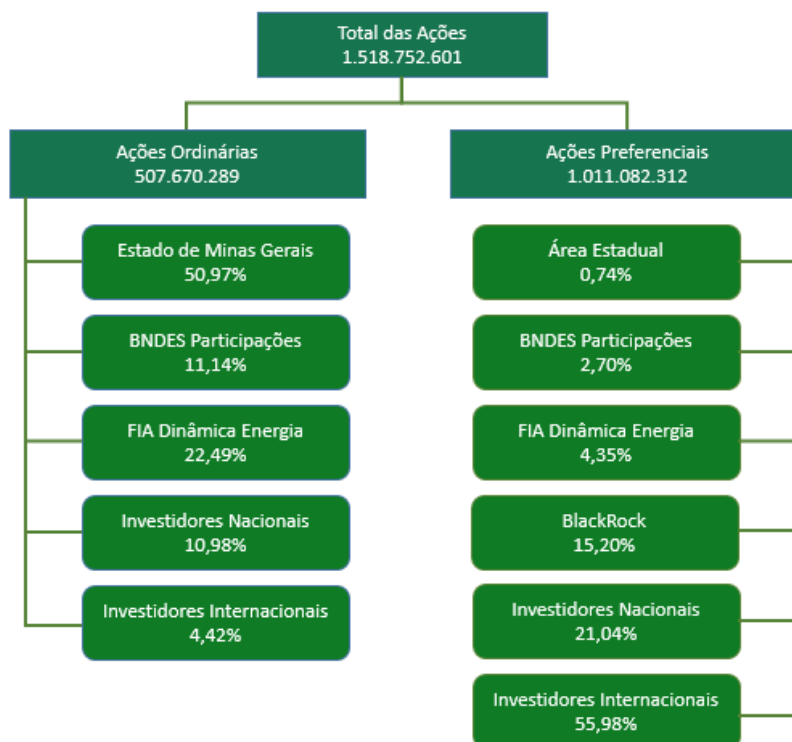 Total das Ações
1.518.752.601
Ações Ordinárias
507.670.289
Estado de Minas Gerais
50,97%
BNDES Participações
11,14%
FIA Dinâmica Energia
22,49%
Investidores Nacionais
10,98%
Investidores Internacionais
4,42%
Ações Preferenciais
1.011.082.312
Área Estadual
0,74%
BNDES Participações
2,70%
FIA Dinâmica Energia
4,35%
BlackRock
15,20%
Investidores Nacionais
21,04%
Investidores Internacionais
55,98%